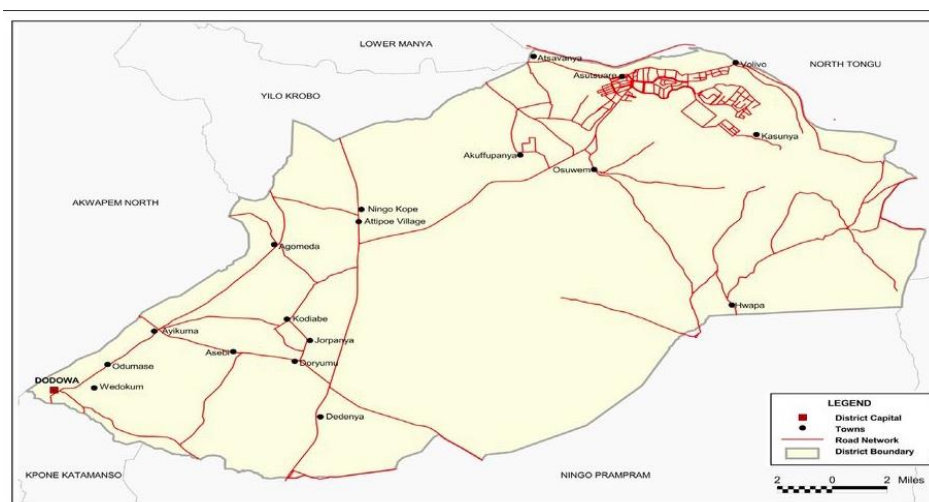 LOWER MANYA
Atsavanya
Volivo
NORTH TONGU
Asutsuare
YILO KROBO
Kasunya
Akuffupanya
Osuwem
AKWAPEM NORTH
Ningo Kope
Attipoe Village
Agomeda
Hwapa
Kodiabe
Ayikuma
Jorpanya
Asebi
Doryumu
Odumase
DODOWA
Wedokum
Dedenya
LEGEND
District Capital
Towns
Road Network
District Boundary
KPONE KATAMANSO
NINGO PRAMPRAM
2 0 2 Miles